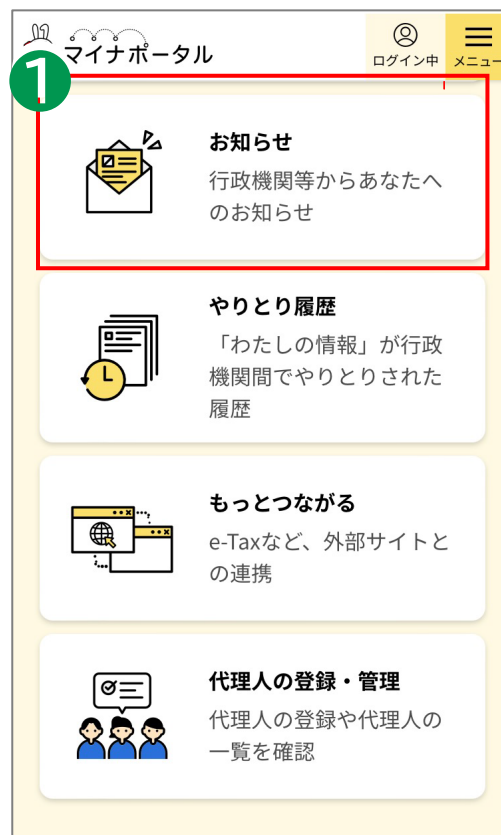 マイナポータル
ログイン中
メニュー
1
お知らせ
行政機関等からあなたへ
のお知らせ
やりとり履歴
「わたしの情報」が行政
機関間でやりとりされた
履歴
もっとつながる
e-Taxなど、外部サイトと
の連携
代理人の登録・管理
代理人の登録や代理人の
一覧を確認